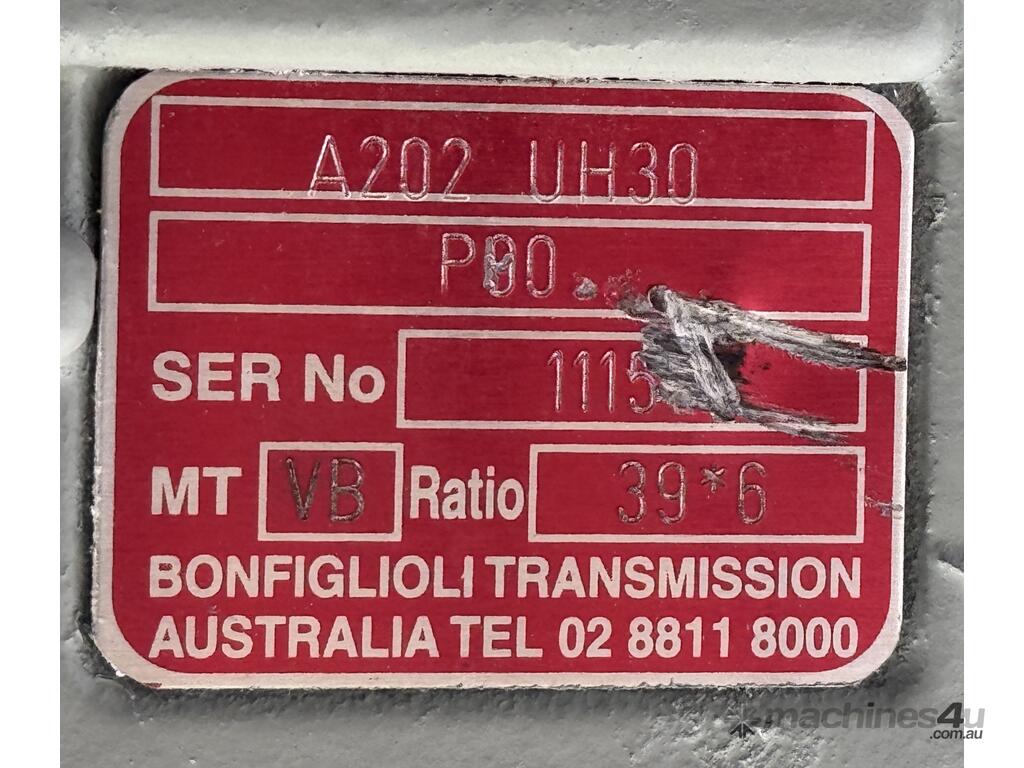 A202 UH30
P90
SER No 1115
MT VB Ratio 39*6
BONFIGLIOLI TRANSMISSION
AUSTRALIA TEL 02 8811 8000
machines4u
.com.au